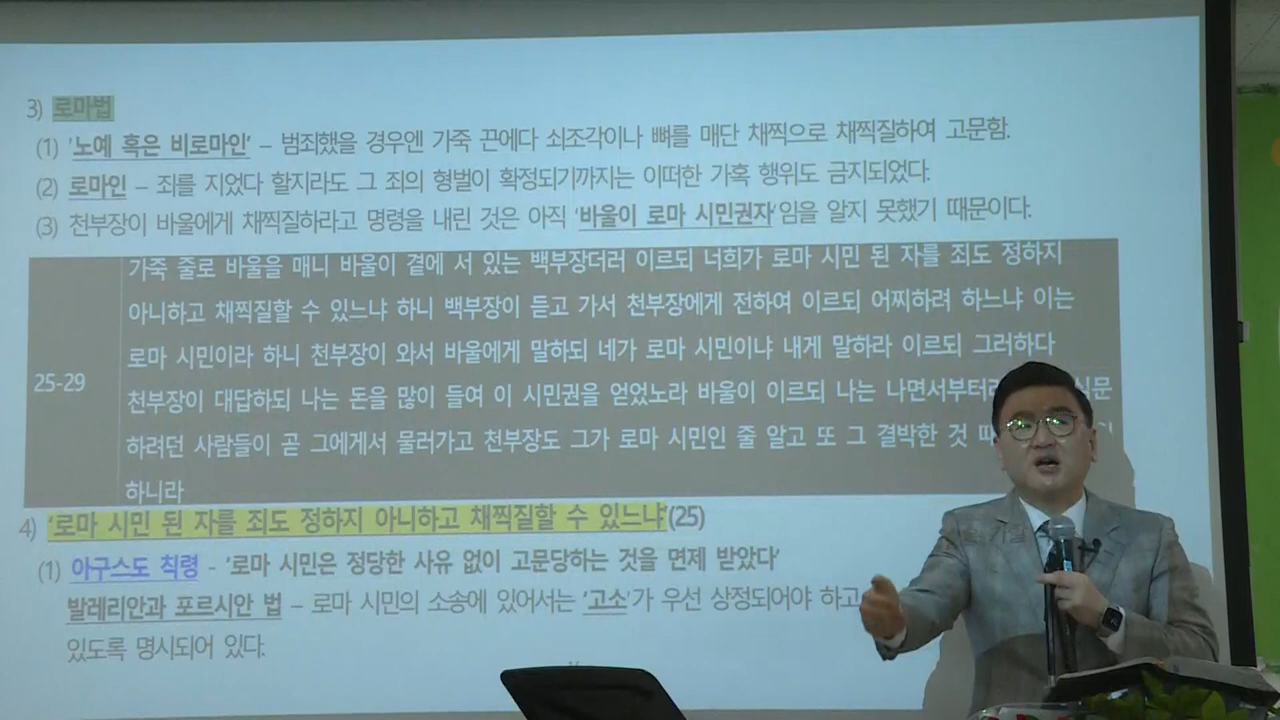 3) 로마법
(1) '노예 혹은 비로마인' – 범죄했을 경우엔 가죽 끈에다 쇠조각이나 뼈를 매단 채찍으로 채찍질하여 고문함.
(2) 로마인 – 죄를 지었다 할지라도 그 죄의 형벌이 확정되기까지는 이떠한 가혹 행위도 금지되었다.
(3) 천부장이 바울에게 채찍질하라고 명령을 내린 것은 아직 '바울이 로마 시민권자'임을 알지 못했기 때문이다.
가죽 줄로 바울을 매니 바울이 곁에 서 있는 백부장더러 이르되 너희가 로마 시민 된 자를 죄도 정하지
아니하고 채찍질할 수 있느냐 하니 백부장이 듣고 가서 천부장에게 전하여 이르되 어찌하려 하느냐 이는
로마 시민이라 하니 천부장이 와서 바울에게 말하되 네가 로마 시민이냐 내게 말하라 이르되 그러하다
25-29
천부장이 대답하되 나는 돈을 많이 들여 이 시민권을 얻었노라 바울이 이르되 나는 나면서부터
하려던 사람들이 곧 그에게서 물러가고 천부장도 그가 로마 시민인 줄 알고 또 그 결박한 것
하니라
4) '로마 시민 된 자를 죄도 정하지 아니하고 채찍질할 수 있느냐'(25)
(1) 아구스도 칙령 - '로마 시민은 정당한 사유 없이 고문당하는 것을 면제 받았다'
발레리안과 포르시안 법 – 로마 시민의 소송에 있어서는 '고소'가 우선 상정되어야 하고
있도록 명시되어 있다.